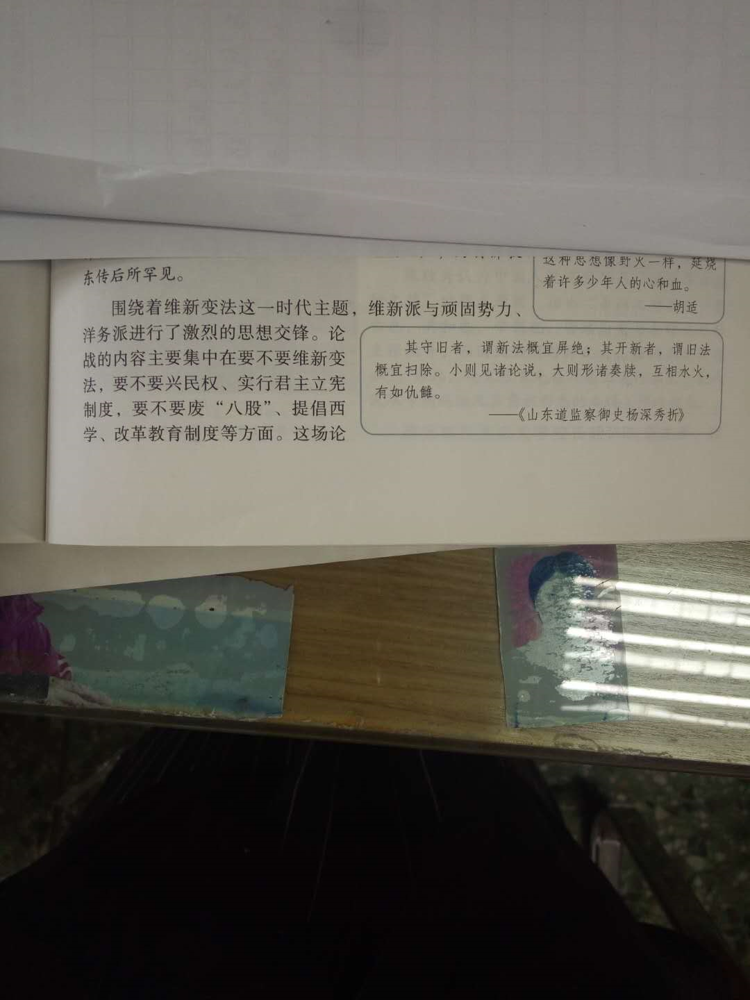 东传后所罕见。
这种思想像野火一样，延烧
着许多少年人的心和血。
——胡适
围绕着维新变法这一时代主题，维新派与顽固势力、
洋务派进行了激烈的思想交锋。论
战的内容主要集中在要不要维新变
法，要不要兴民权、实行君主立宪
制度，要不要废“八股”、提倡西
学、改革教育制度等方面。这场论
其守旧者，谓新法概宜屏绝；其开新者，谓旧法
概宜扫除。小则见诸论说，大则形诸奏牍，互相水火，
有如仇雠。
——《山东道监察御史杨深秀折》